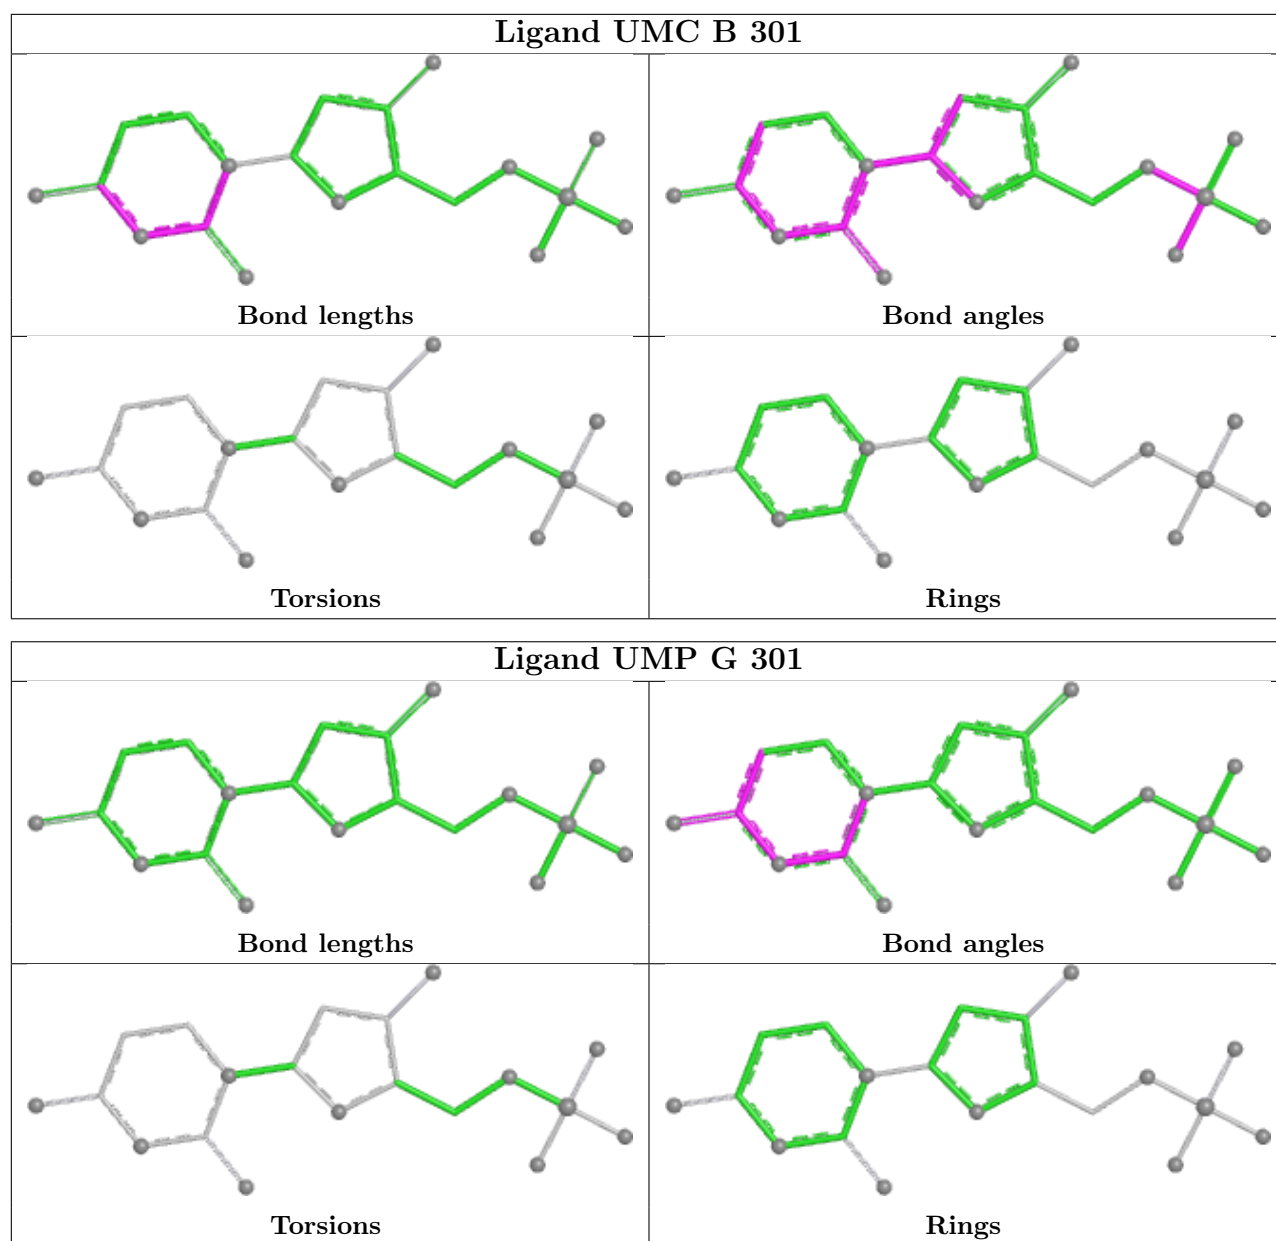 Ligand UMC B 301
Bond lengths
Bond angles
Torsions
Rings
Ligand UMP G 301
Bond lengths
Bond angles
Torsions
Rings